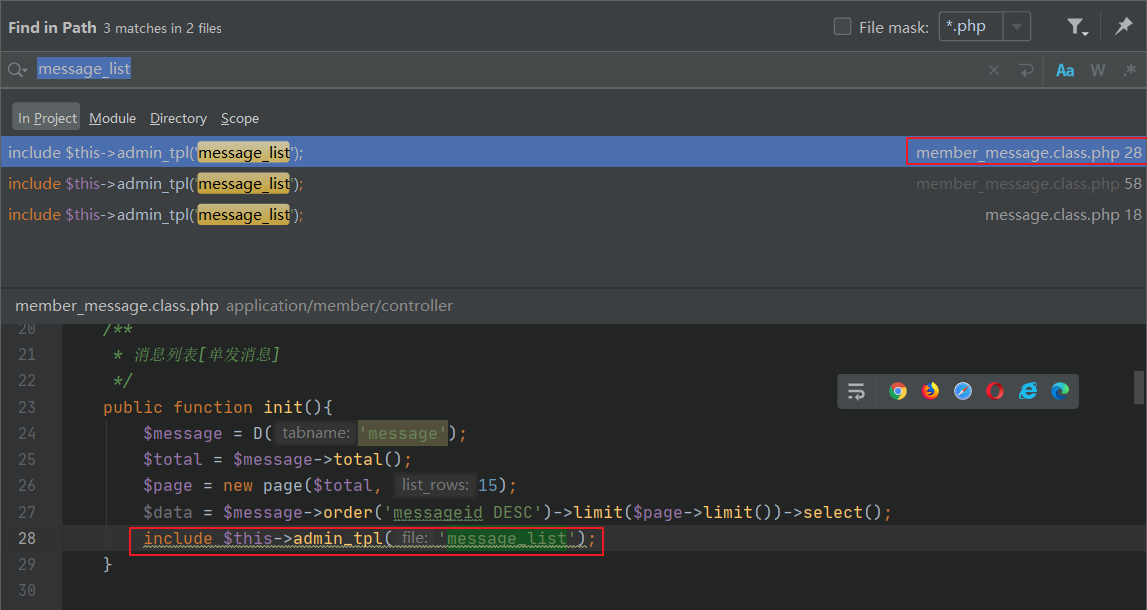 Find in Path 3 matches in 2 files File mask: *.php
message_list Aa W .*
In Project Module Directory Scope
include $this->admin_tpl('message_list'); member_message.class.php 28
include $this->admin_tpl('message_list'); member_message.class.php 58
include $this->admin_tpl('message_list'); message.class.php 18
member_message.class.php application/member/controller
20 /**
21 * 消息列表[单发消息]
22 */
23 public function init(){
24 $message = D( tabname: 'message');
25 $total = $message->total();
26 $page = new page($total, list_rows: 15);
27 $data = $message->order('messageid DESC')->limit($page->limit())->select();
28 include $this->admin_tpl( file: 'message_list');
29 }
30